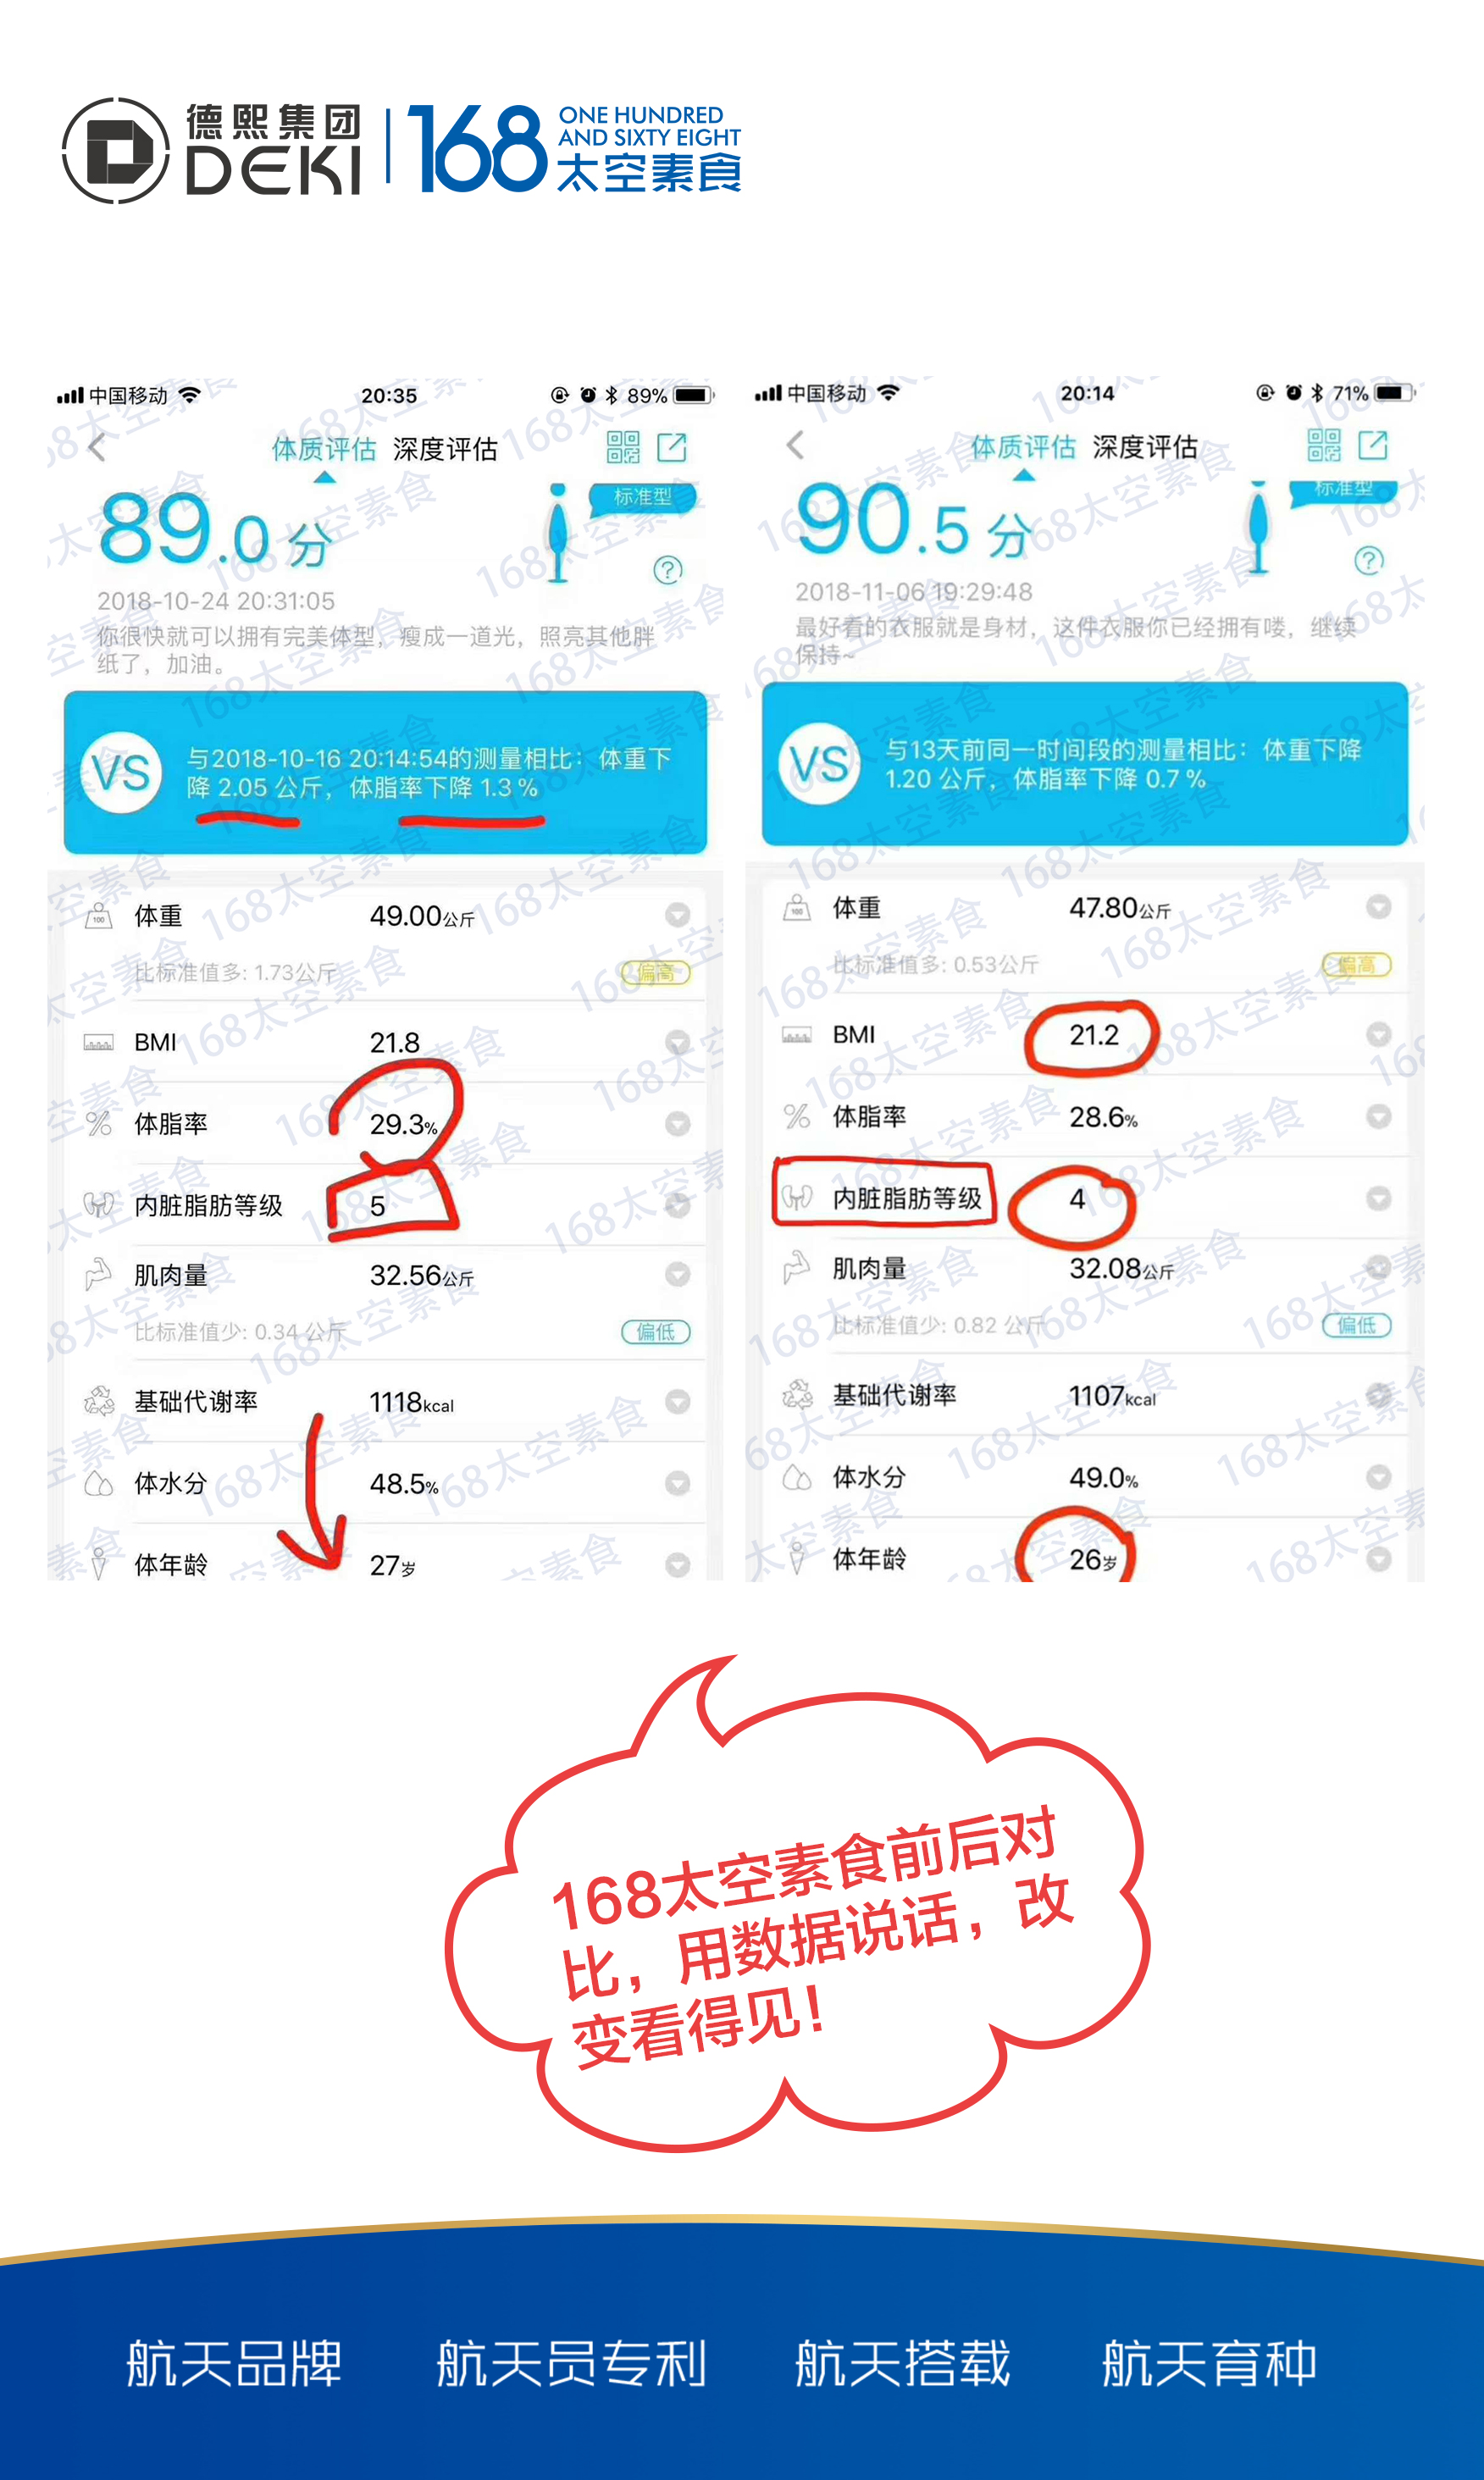 德熙集团
DEKI
168
ONE HUNDRED
AND SIXTY EIGHT
太空素食
中国移动
20:35
89%
体质评估 深度评估
89.0 分
标准型
2018-10-24 20:31:05
你很快就可以拥有完美体型，瘦成一道光，照亮其他胖
纸了，加油。
VS
与2018-10-16 20:14:54的测量相比：体重下
降 2.05 公斤，体脂率下降 1.3 %
体重 49.00公斤
比标准值多: 1.73公斤 偏高
BMI 21.8
体脂率 29.3%
内脏脂肪等级 5
肌肉量 32.56公斤
比标准值少: 0.34 公斤 偏低
基础代谢率 1118kcal
体水分 48.5%
体年龄 27岁
中国移动
20:14
71%
体质评估 深度评估
90.5 分
标准型
2018-11-06 19:29:48
最好看的衣服就是身材，这件衣服你已经拥有喽，继续
保持~
VS
与13天前同一时间段的测量相比：体重下降
1.20 公斤，体脂率下降 0.7 %
体重 47.80公斤
比标准值多: 0.53公斤 偏高
BMI 21.2
体脂率 28.6%
内脏脂肪等级 4
肌肉量 32.08公斤
比标准值少: 0.82 公斤 偏低
基础代谢率 1107kcal
体水分 49.0%
体年龄 26岁
168太空素食
168太空素食前后对
比，用数据说话，改
变看得见！
航天品牌 航天员专利 航天搭载 航天育种